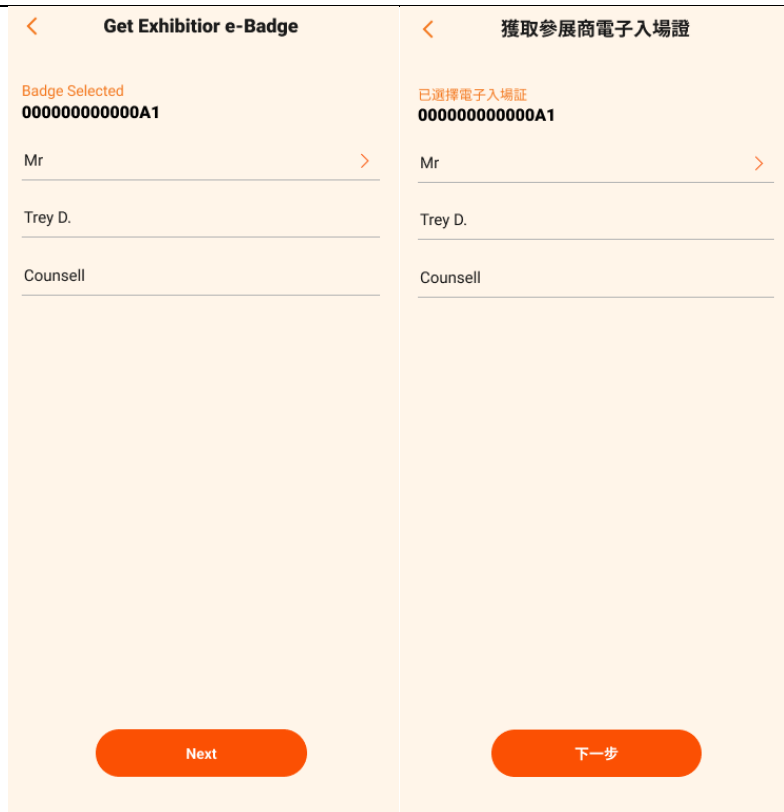 Get Exhibitior e-Badge
Badge Selected
000000000000A1
Mr
Trey D.
Counsell
Next
獲取參展商電子入場證
已選擇電子入場証
000000000000A1
Mr
Trey D.
Counsell
下一步